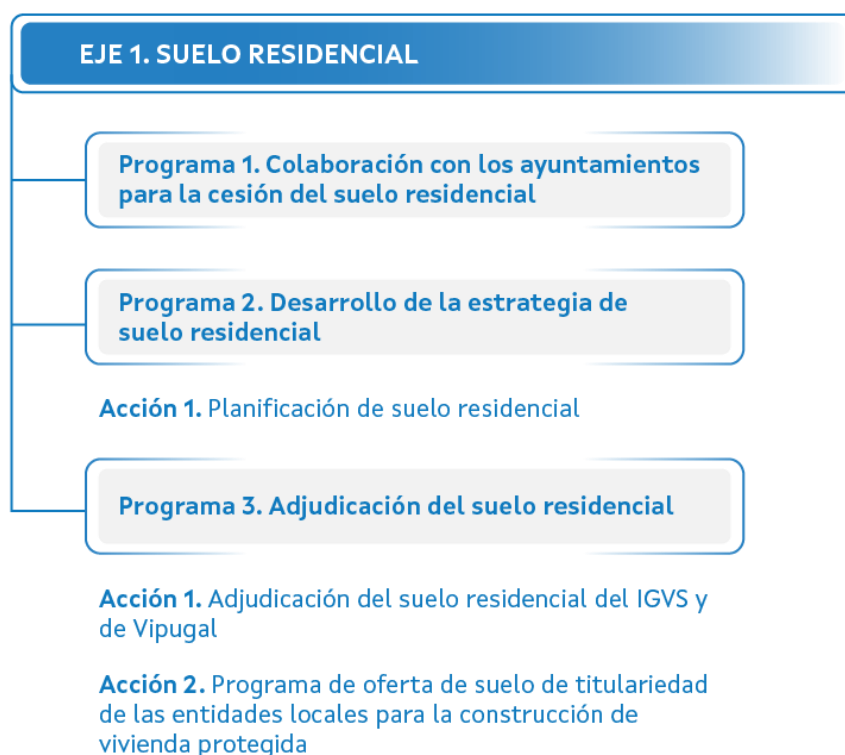 EJE 1. SUELO RESIDENCIAL
Programa 1. Colaboración con los ayuntamientos
para la cesión del suelo residencial
Programa 2. Desarrollo de la estrategia de
suelo residencial
Acción 1. Planificación de suelo residencial
Programa 3. Adjudicación del suelo residencial
Acción 1. Adjudicación del suelo residencial del IGVS y
de Vipugal
Acción 2. Programa de oferta de suelo de titulariedad
de las entidades locales para la construcción de
vivienda protegida